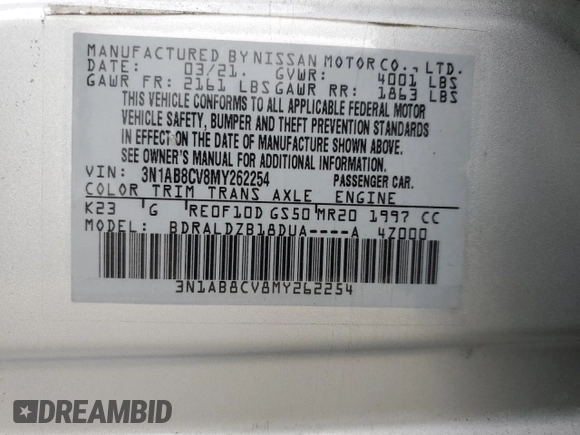 MANUFACTURED BY NISSAN MOTOR CO., LTD.
DATE: 03/21. GVWR: 4001 LBS
GAWR FR: 2161 LBS GAWR RR: 1863 LBS
THIS VEHICLE CONFORMS TO ALL APPLICABLE FEDERAL MOTOR
VEHICLE SAFETY, BUMPER AND THEFT PREVENTION STANDARDS
IN EFFECT ON THE DATE OF MANUFACTURE SHOWN ABOVE.
SEE OWNER'S MANUAL FOR ADDITIONAL INFORMATION.
VIN: 3N1AB8CV8MY262254 PASSENGER CAR.
COLOR TRIM TRANS AXLE ENGINE
K23 G RE0F10D GS50 MR20 1997 CC
MODEL: BDRALDZB18DUA----A 4Z000
3N1AB8CV8MY262254
DREAMBID